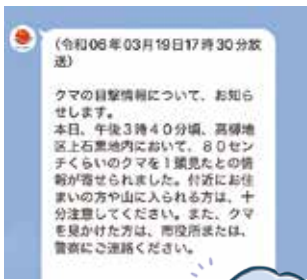 (令和06年03月19日17時30分放
送)
クマの目撃情報について、お知ら
せします。
本日、午後3時40分頃、高柳地
区上石黒地内において、80セン
チくらいのクマを1頭見たとの情
報が寄せられました。付近にお住
まいの方や山に入られる方は、十
分注意してください。また、クマ
を見かけた方は、市役所または、
警察にご連絡ください。